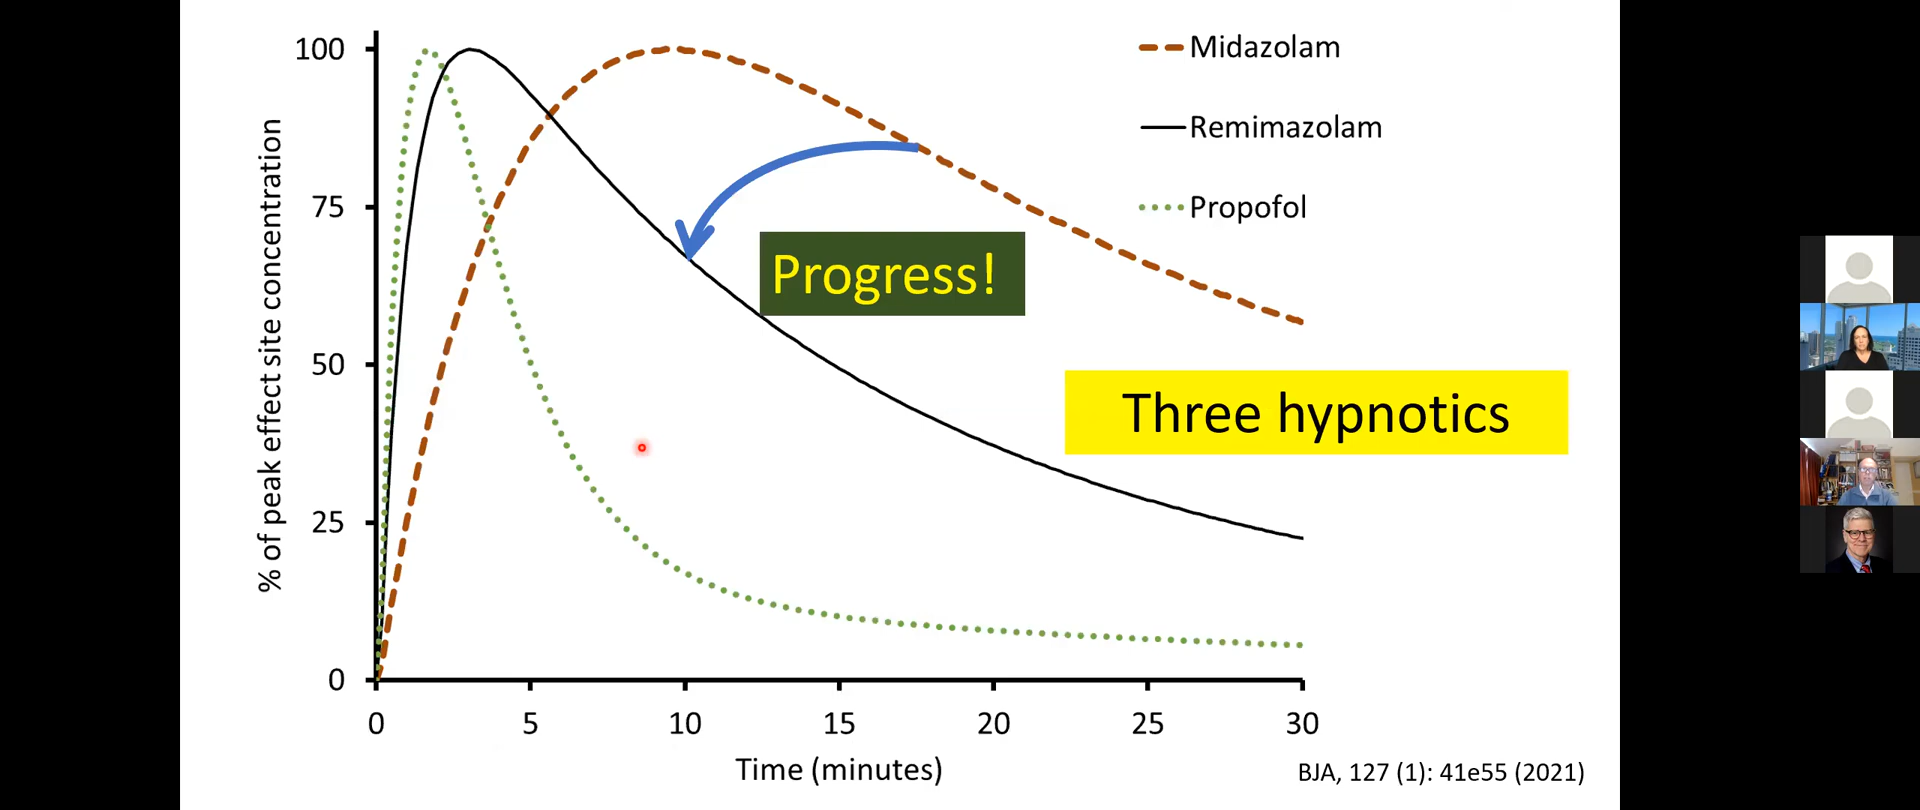 % of peak effect site concentration
100
75
50
25
0
0 5 10 15 20 25 30
Time (minutes)
Midazolam
Remimazolam
Propofol
Progress!
Three hypnotics
BJA, 127 (1): 41e55 (2021)